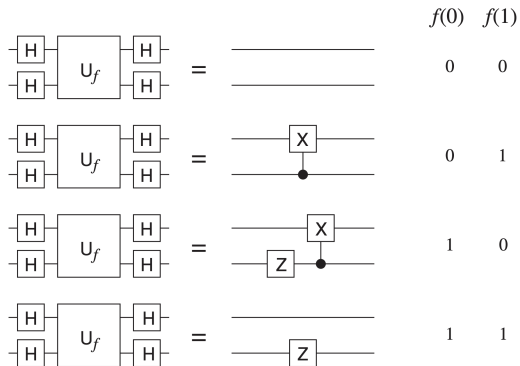 f(0) f(1)
H H
U_f = 0 0
H H
H H X
U_f = 0 1
H H
H H X
U_f = 1 0
H H Z
H H
U_f = 1 1
H H Z